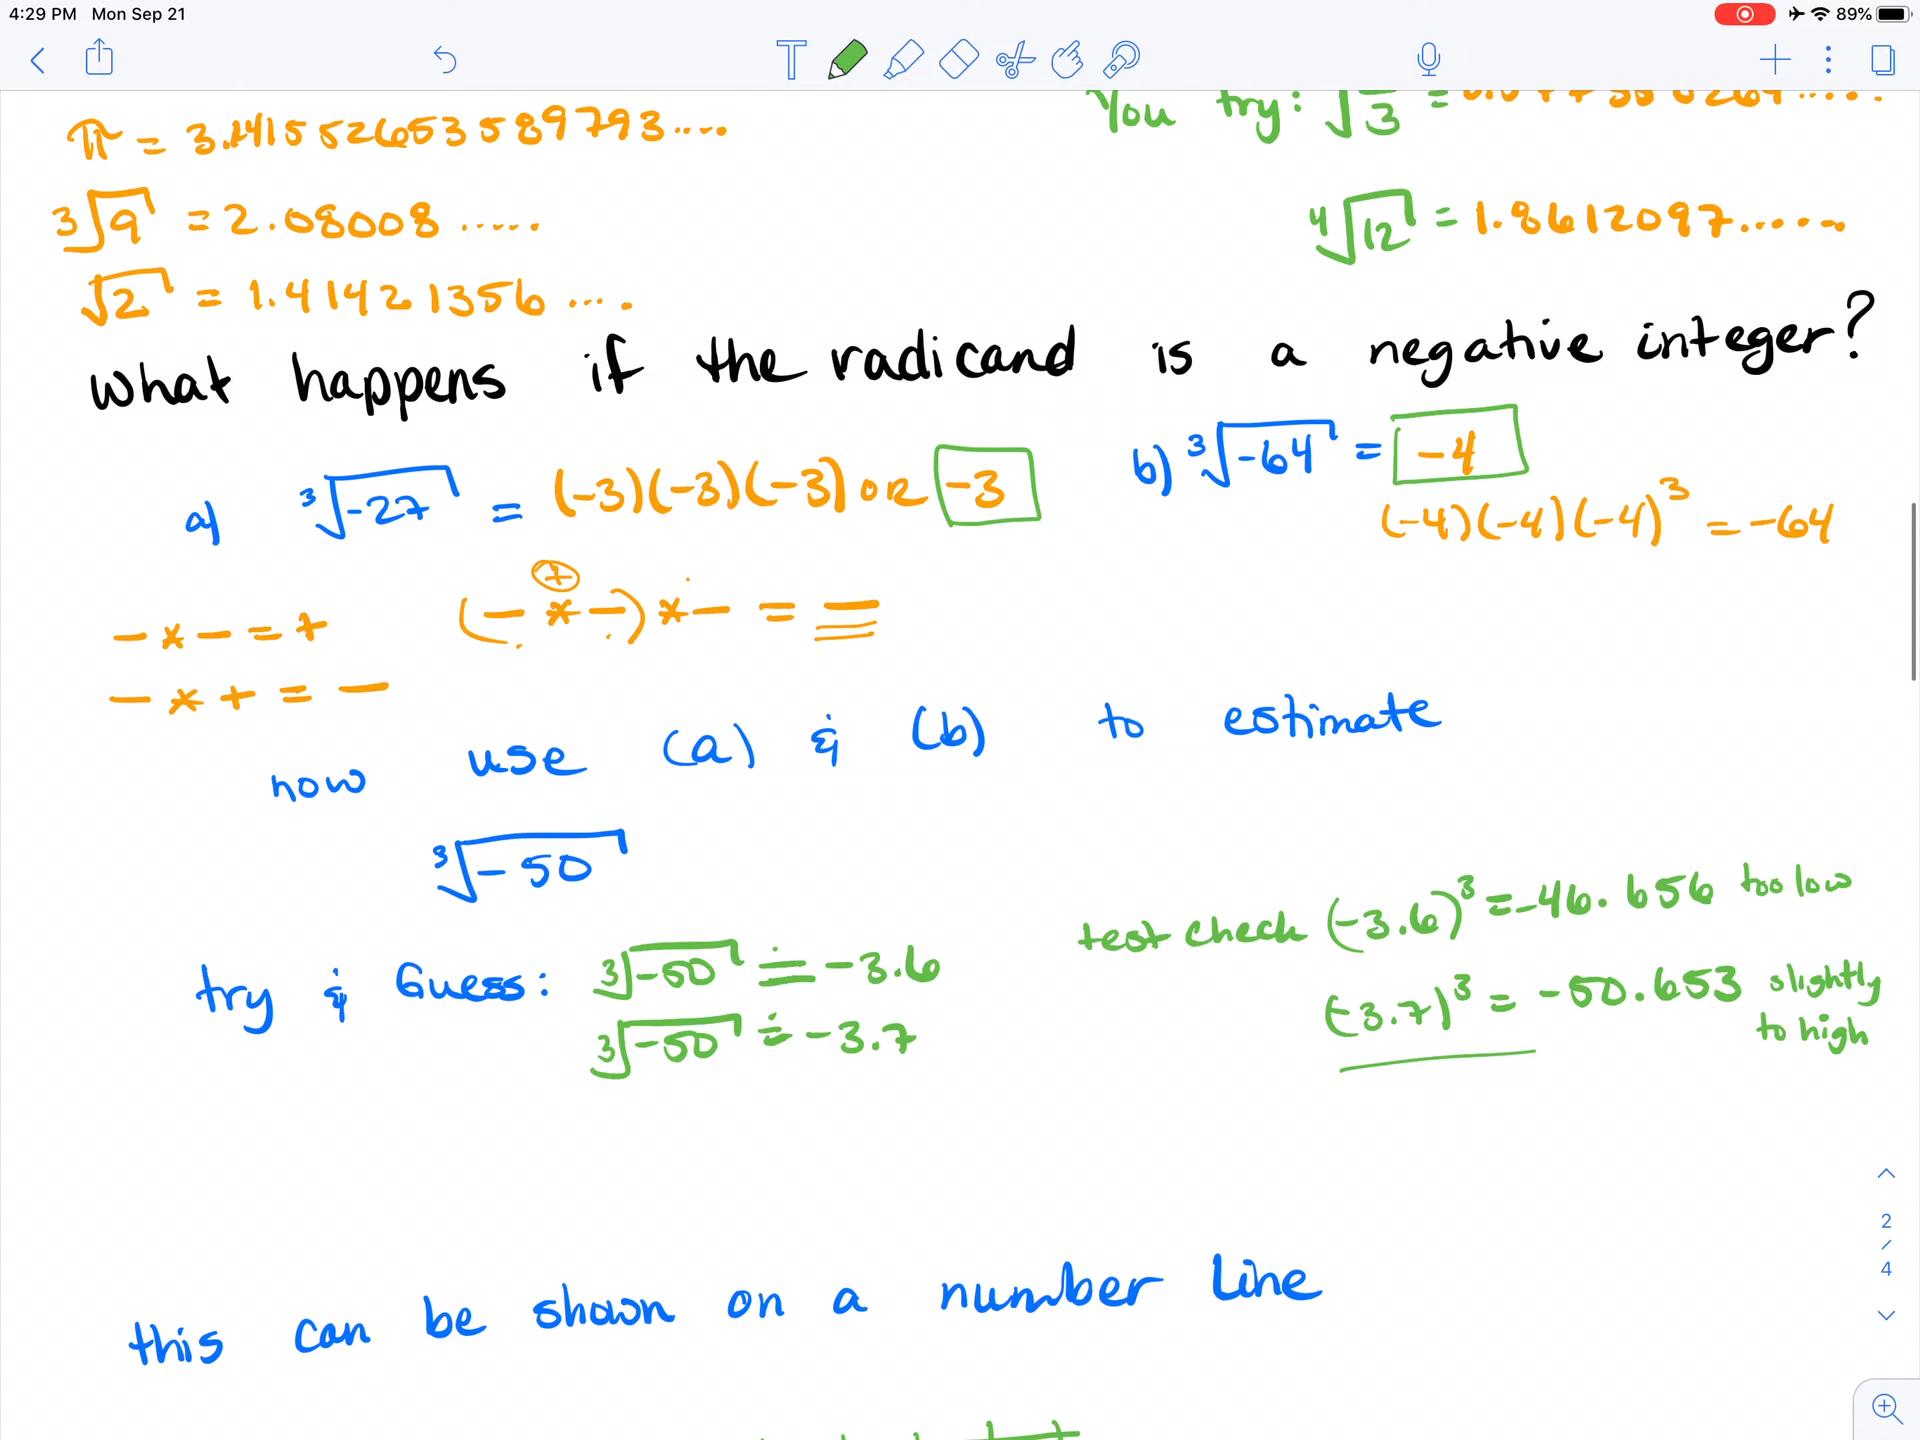 4:29 PM Mon Sep 21
89%
T
You try: √3 =
π = 3.1415526535 89793....
³√9 = 2.08008 .....
⁴√12 = 1.8612097.....
√2 = 1.41421356 ....
What happens if the radicand is a negative integer?
a) ³√-27 = (-3)(-3)(-3) or -3
b) ³√-64 = -4
(-4)(-4)(-4)³ = -64
- * - = +
(- * -) * - = -
+
- * + = -
now use (a) & (b) to estimate
³√-50
test check (-3.6)³ = -46.656 too low
try & Guess: ³√-50 ≐ -3.6
(-3.7)³ = -50.653 slightly to high
³√-50 ≐ -3.7
this can be shown on a number line
2
/
4